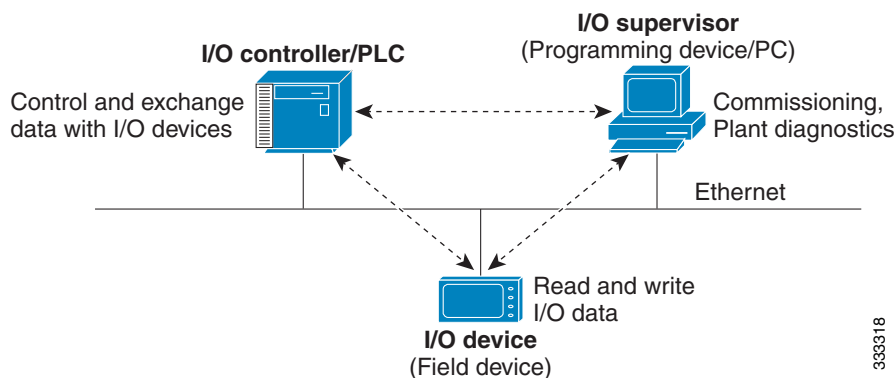 I/O supervisor
(Programming device/PC)
I/O controller/PLC
Control and exchange
data with I/O devices
Commissioning,
Plant diagnostics
Ethernet
Read and write
I/O data
I/O device
(Field device)
333318